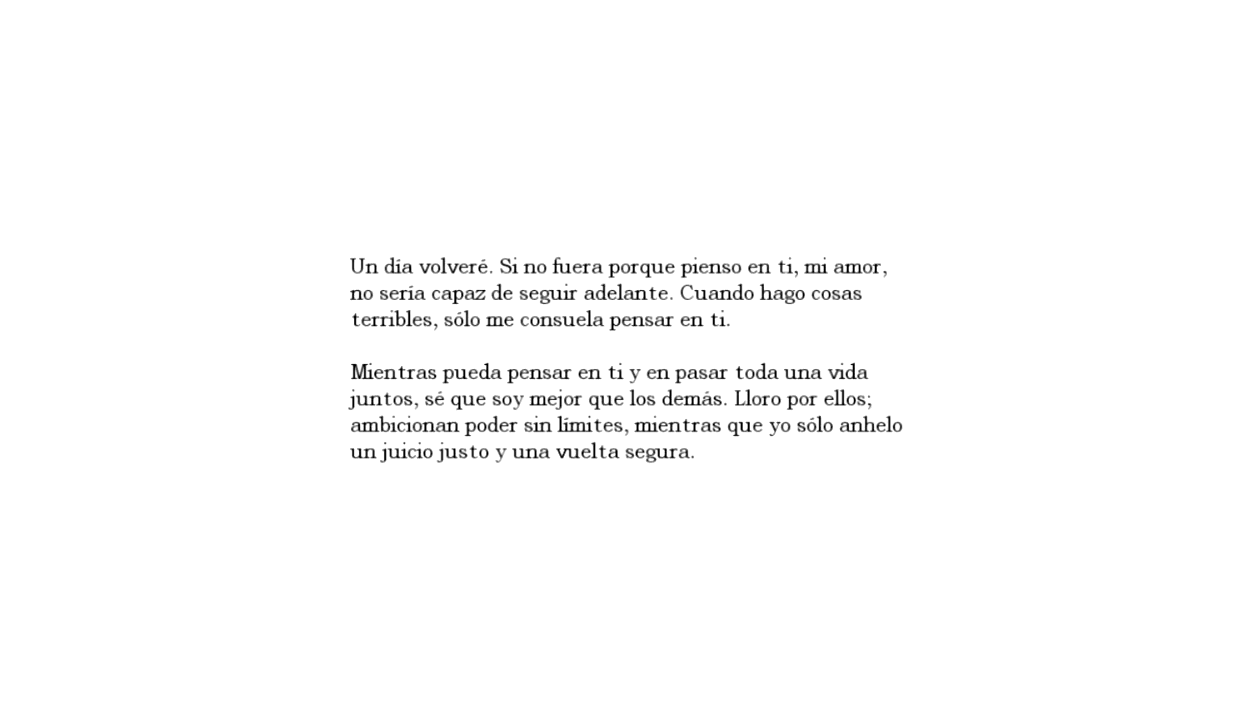 Un día volveré. Si no fuera porque pienso en ti, mi amor,
no sería capaz de seguir adelante. Cuando hago cosas
terribles, sólo me consuela pensar en ti.
Mientras pueda pensar en ti y en pasar toda una vida
juntos, sé que soy mejor que los demás. Lloro por ellos;
ambicionan poder sin límites, mientras que yo sólo anhelo
un juicio justo y una vuelta segura.